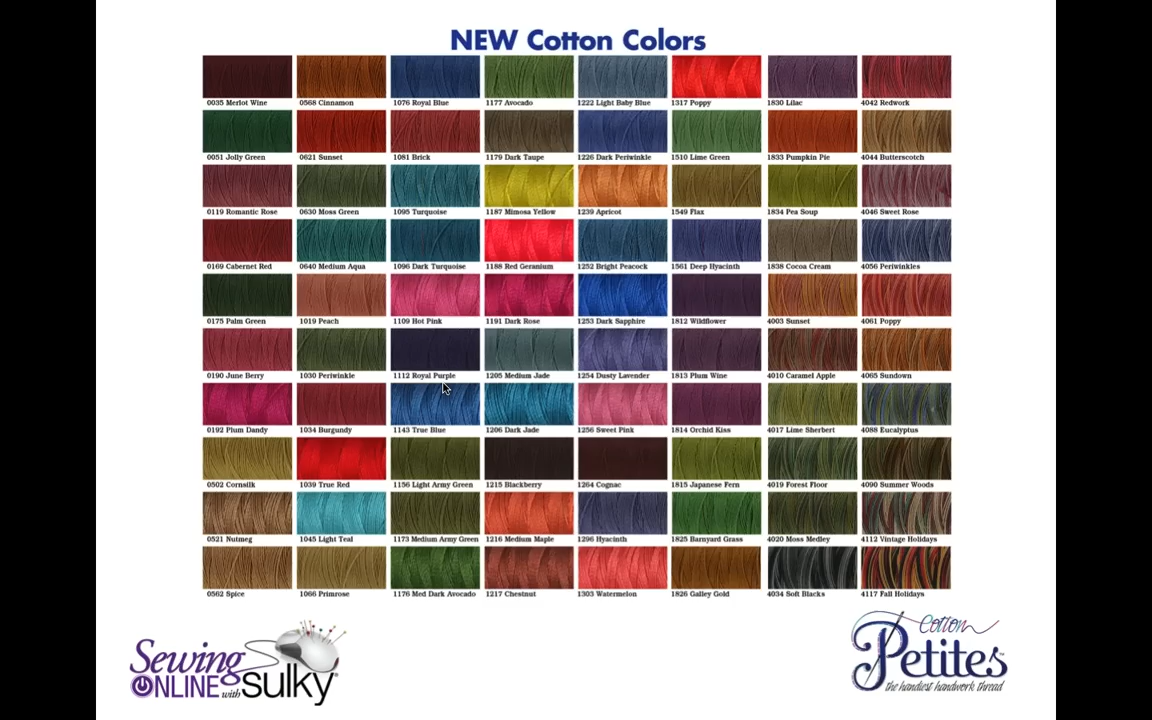 NEW Cotton Colors
0035 Merlot Wine 0568 Cinnamon 1076 Royal Blue 1177 Avocado 1222 Light Baby Blue 1317 Poppy 1830 Lilac 4042 Redwork
0051 Jolly Green 0621 Sunset 1081 Brick 1179 Dark Taupe 1226 Dark Periwinkle 1510 Lime Green 1833 Pumpkin Pie 4044 Butterscotch
0119 Romantic Rose 0630 Moss Green 1095 Turquoise 1187 Mimosa Yellow 1239 Apricot 1549 Flax 1834 Pea Soup 4046 Sweet Rose
0169 Cabernet Red 0640 Medium Aqua 1096 Dark Turquoise 1188 Red Geranium 1252 Bright Peacock 1561 Deep Hyacinth 1838 Cocoa Cream 4056 Periwinkles
0175 Palm Green 1019 Peach 1109 Hot Pink 1191 Dark Rose 1253 Dark Sapphire 1812 Wildflower 4003 Sunset 4061 Poppy
0190 June Berry 1030 Periwinkle 1112 Royal Purple 1205 Medium Jade 1254 Dusty Lavender 1813 Plum Wine 4010 Caramel Apple 4065 Sundown
0192 Plum Dandy 1034 Burgundy 1143 True Blue 1206 Dark Jade 1256 Sweet Pink 1814 Orchid Kiss 4017 Lime Sherbert 4088 Eucalyptus
0502 Cornsilk 1039 True Red 1156 Light Army Green 1215 Blackberry 1264 Cognac 1815 Japanese Fern 4019 Forest Floor 4090 Summer Woods
0521 Nutmeg 1045 Light Teal 1173 Medium Army Green 1216 Medium Maple 1296 Hyacinth 1825 Barnyard Grass 4020 Moss Medley 4112 Vintage Holidays
0562 Spice 1066 Primrose 1176 Med Dark Avocado 1217 Chestnut 1303 Watermelon 1826 Galley Gold 4034 Soft Blacks 4117 Fall Holidays
Sewing
ONLINE with Sulky®
Cotton
Petites™
the handiest handwork thread